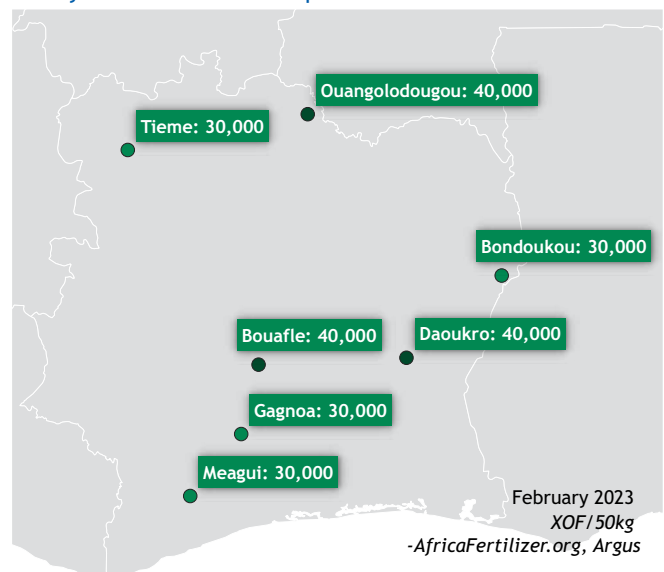 Ouangolodougou: 40,000
Tieme: 30,000
Bondoukou: 30,000
Bouafle: 40,000
Daoukro: 40,000
Gagnoa: 30,000
Meagui: 30,000
February 2023
XOF/50kg
-AfricaFertilizer.org, Argus